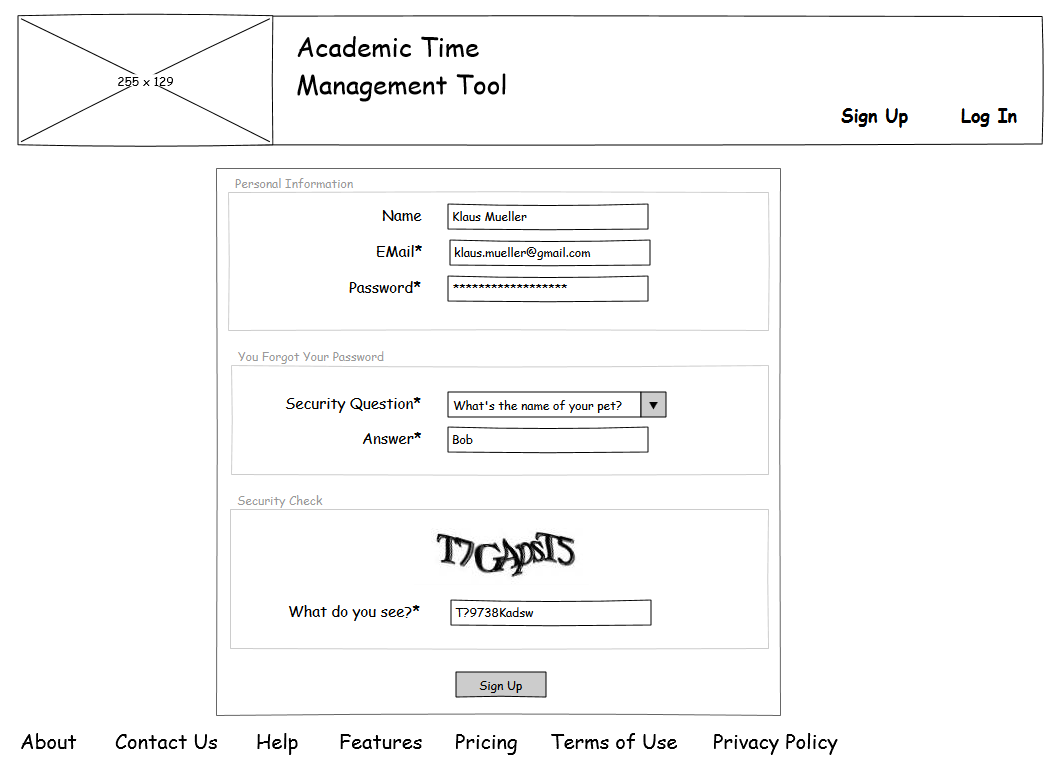 255 x 129
Academic Time
Management Tool
Sign Up Log In
Personal Information
Name Klaus Mueller
EMail* klaus.mueller@gmail.com
Password* ******************
You Forgot Your Password
Security Question* What's the name of your pet? ▼
Answer* Bob
Security Check
T7GApsTS
What do you see?* T?9738Kadsw
Sign Up
About Contact Us Help Features Pricing Terms of Use Privacy Policy